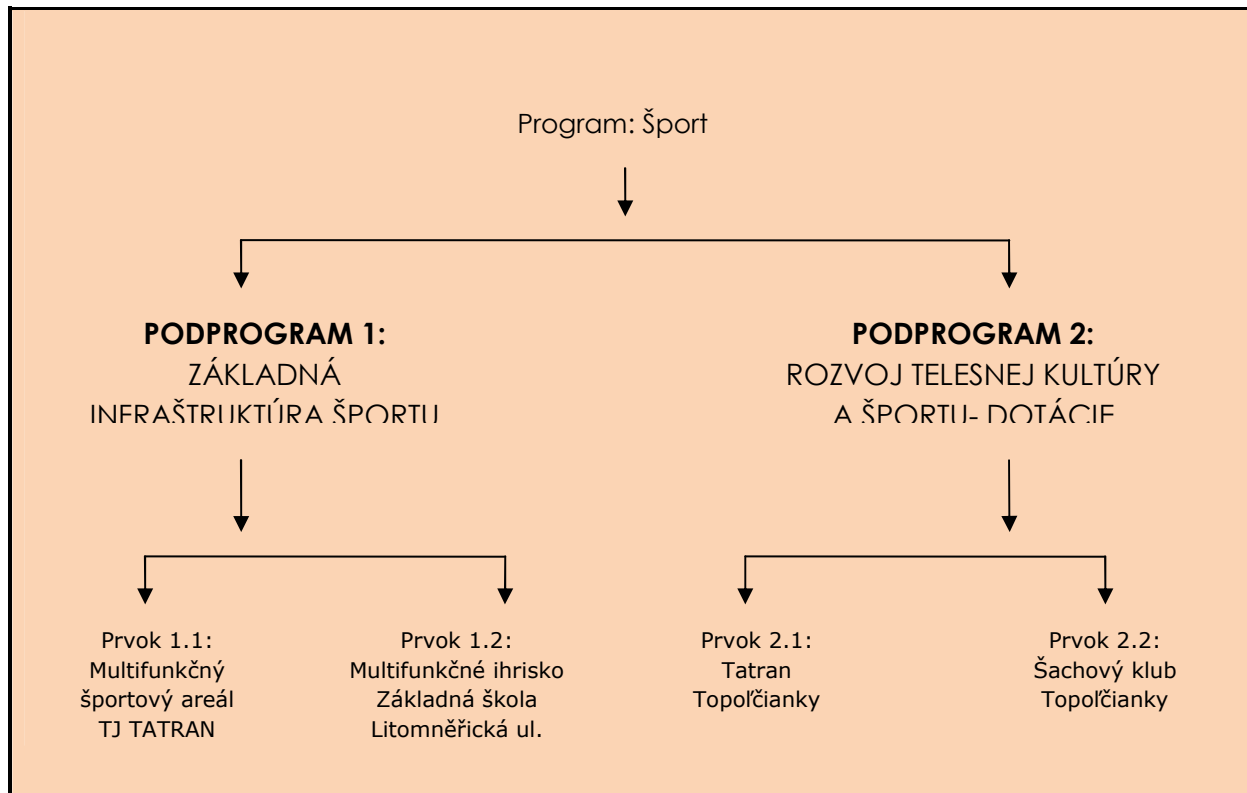 Program: Šport
PODPROGRAM 1:
ZÁKLADNÁ
INFRAŠTRUKTÚRA ŠPORTU
PODPROGRAM 2:
ROZVOJ TELESNEJ KULTÚRY
A ŠPORTU- DOTÁCIE
Prvok 1.1:
Multifunkčný
športový areál
TJ TATRAN
Prvok 1.2:
Multifunkčné ihrisko
Základná škola
Litomněřická ul.
Prvok 2.1:
Tatran
Topoľčianky
Prvok 2.2:
Šachový klub
Topoľčianky